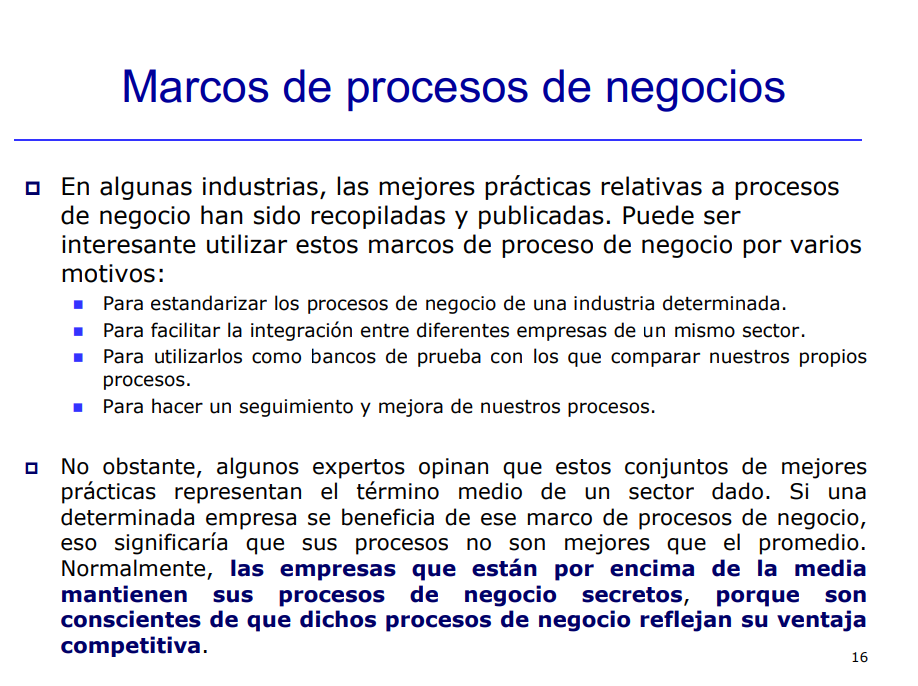 Marcos de procesos de negocios
En algunas industrias, las mejores prácticas relativas a procesos
de negocio han sido recopiladas y publicadas. Puede ser
interesante utilizar estos marcos de proceso de negocio por varios
motivos:
Para estandarizar los procesos de negocio de una industria determinada.
Para facilitar la integración entre diferentes empresas de un mismo sector.
Para utilizarlos como bancos de prueba con los que comparar nuestros propios
procesos.
Para hacer un seguimiento y mejora de nuestros procesos.
No obstante, algunos expertos opinan que estos conjuntos de mejores
prácticas representan el término medio de un sector dado. Si una
determinada empresa se beneficia de ese marco de procesos de negocio,
eso significaría que sus procesos no son mejores que el promedio.
Normalmente, las empresas que están por encima de la media
mantienen sus procesos de negocio secretos, porque son
conscientes de que dichos procesos de negocio reflejan su ventaja
competitiva.
16